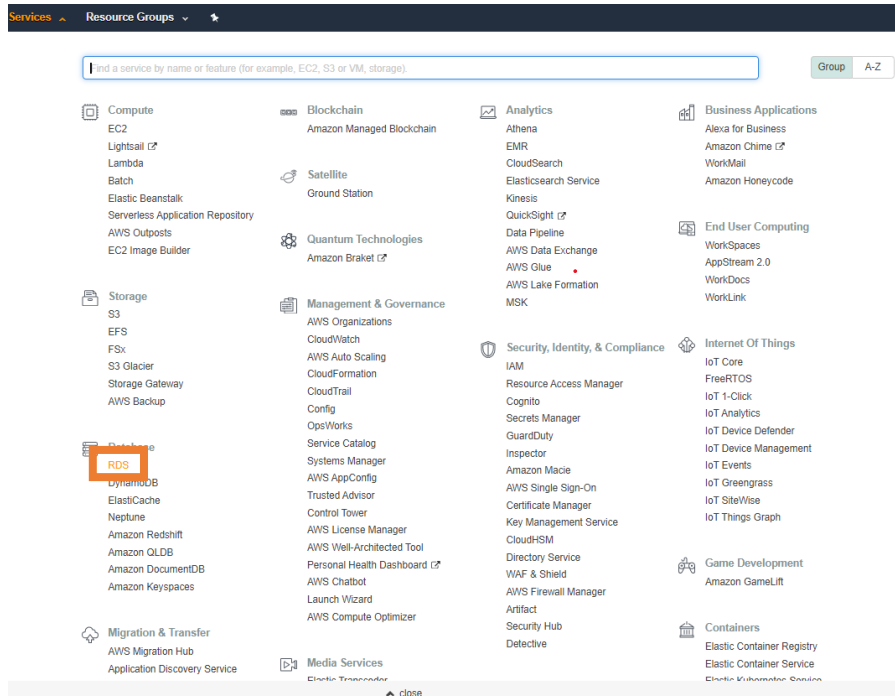 Services Resource Groups
Find a service by name or feature (for example, EC2, S3 or VM, storage).
Group A-Z
Compute
EC2
Lightsail
Lambda
Batch
Elastic Beanstalk
Serverless Application Repository
AWS Outposts
EC2 Image Builder
Storage
S3
EFS
FSx
S3 Glacier
Storage Gateway
AWS Backup
Database
RDS
DynamoDB
ElastiCache
Neptune
Amazon Redshift
Amazon QLDB
Amazon DocumentDB
Amazon Keyspaces
Migration & Transfer
AWS Migration Hub
Application Discovery Service
Blockchain
Amazon Managed Blockchain
Satellite
Ground Station
Quantum Technologies
Amazon Braket
Management & Governance
AWS Organizations
CloudWatch
AWS Auto Scaling
CloudFormation
CloudTrail
Config
OpsWorks
Service Catalog
Systems Manager
AWS AppConfig
Trusted Advisor
Control Tower
AWS License Manager
AWS Well-Architected Tool
Personal Health Dashboard
AWS Chatbot
Launch Wizard
AWS Compute Optimizer
Media Services
Elastic Transcoder
Analytics
Athena
EMR
CloudSearch
Elasticsearch Service
Kinesis
QuickSight
Data Pipeline
AWS Data Exchange
AWS Glue
AWS Lake Formation
MSK
Security, Identity, & Compliance
IAM
Resource Access Manager
Cognito
Secrets Manager
GuardDuty
Inspector
Amazon Macie
AWS Single Sign-On
Certificate Manager
Key Management Service
CloudHSM
Directory Service
WAF & Shield
AWS Firewall Manager
Artifact
Security Hub
Detective
Business Applications
Alexa for Business
Amazon Chime
WorkMail
Amazon Honeycode
End User Computing
WorkSpaces
AppStream 2.0
WorkDocs
WorkLink
Internet Of Things
IoT Core
FreeRTOS
IoT 1-Click
IoT Analytics
IoT Device Defender
IoT Device Management
IoT Events
IoT Greengrass
IoT SiteWise
IoT Things Graph
Game Development
Amazon GameLift
Containers
Elastic Container Registry
Elastic Container Service
Elastic Kubernetes Service
close